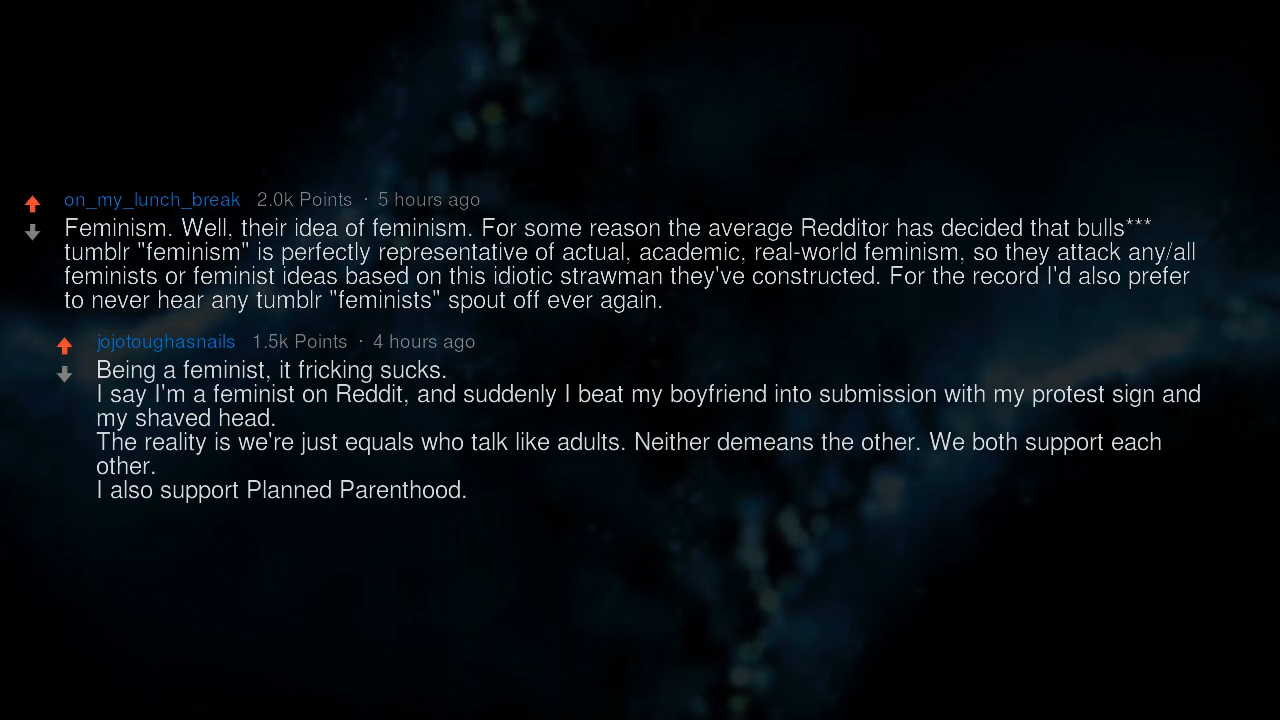 on_my_lunch_break 2.0k Points · 5 hours ago
Feminism. Well, their idea of feminism. For some reason the average Redditor has decided that bulls***
tumblr "feminism" is perfectly representative of actual, academic, real-world feminism, so they attack any/all
feminists or feminist ideas based on this idiotic strawman they've constructed. For the record I'd also prefer
to never hear any tumblr "feminists" spout off ever again.
jojotoughasnails 1.5k Points · 4 hours ago
Being a feminist, it fricking sucks.
I say I'm a feminist on Reddit, and suddenly I beat my boyfriend into submission with my protest sign and
my shaved head.
The reality is we're just equals who talk like adults. Neither demeans the other. We both support each
other.
I also support Planned Parenthood.